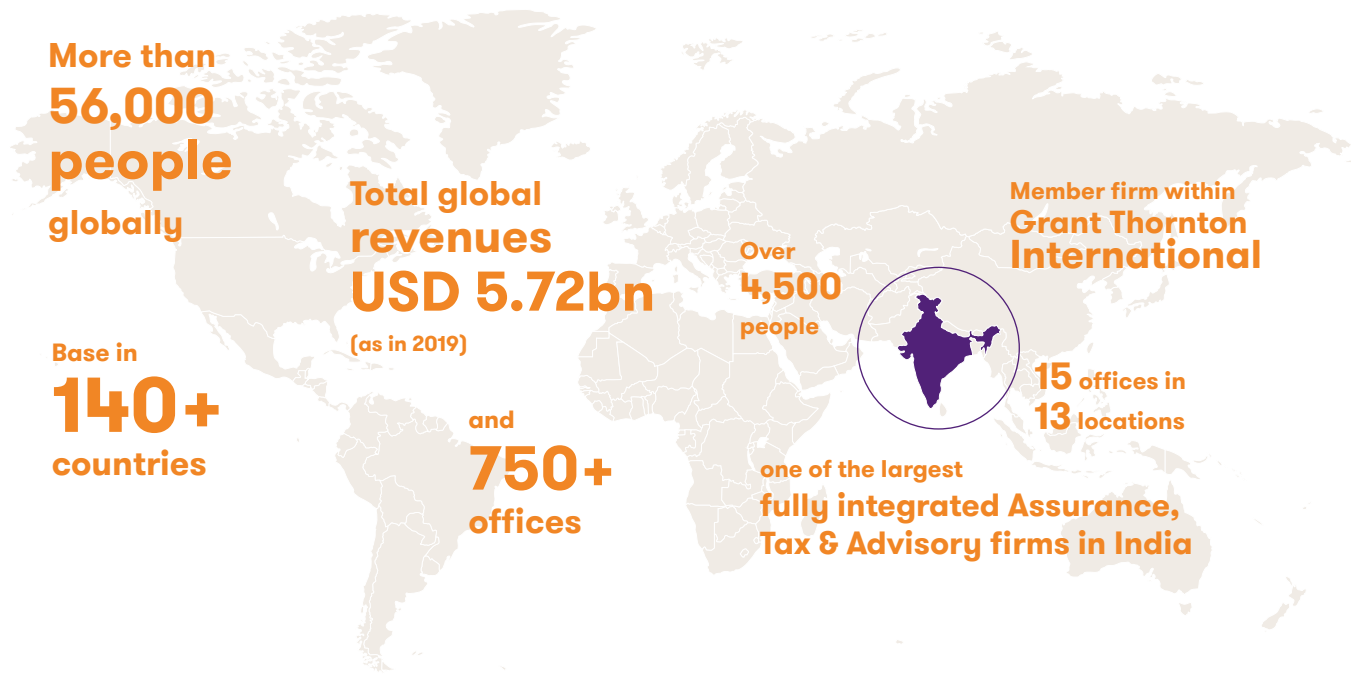 More than
56,000
people
globally
Total global
revenues
USD 5.72bn
(as in 2019)
Base in
140+
countries
and
750+
offices
Over
4,500
people
Member firm within
Grant Thornton
International
15 offices in
13 locations
one of the largest
fully integrated Assurance,
Tax & Advisory firms in India